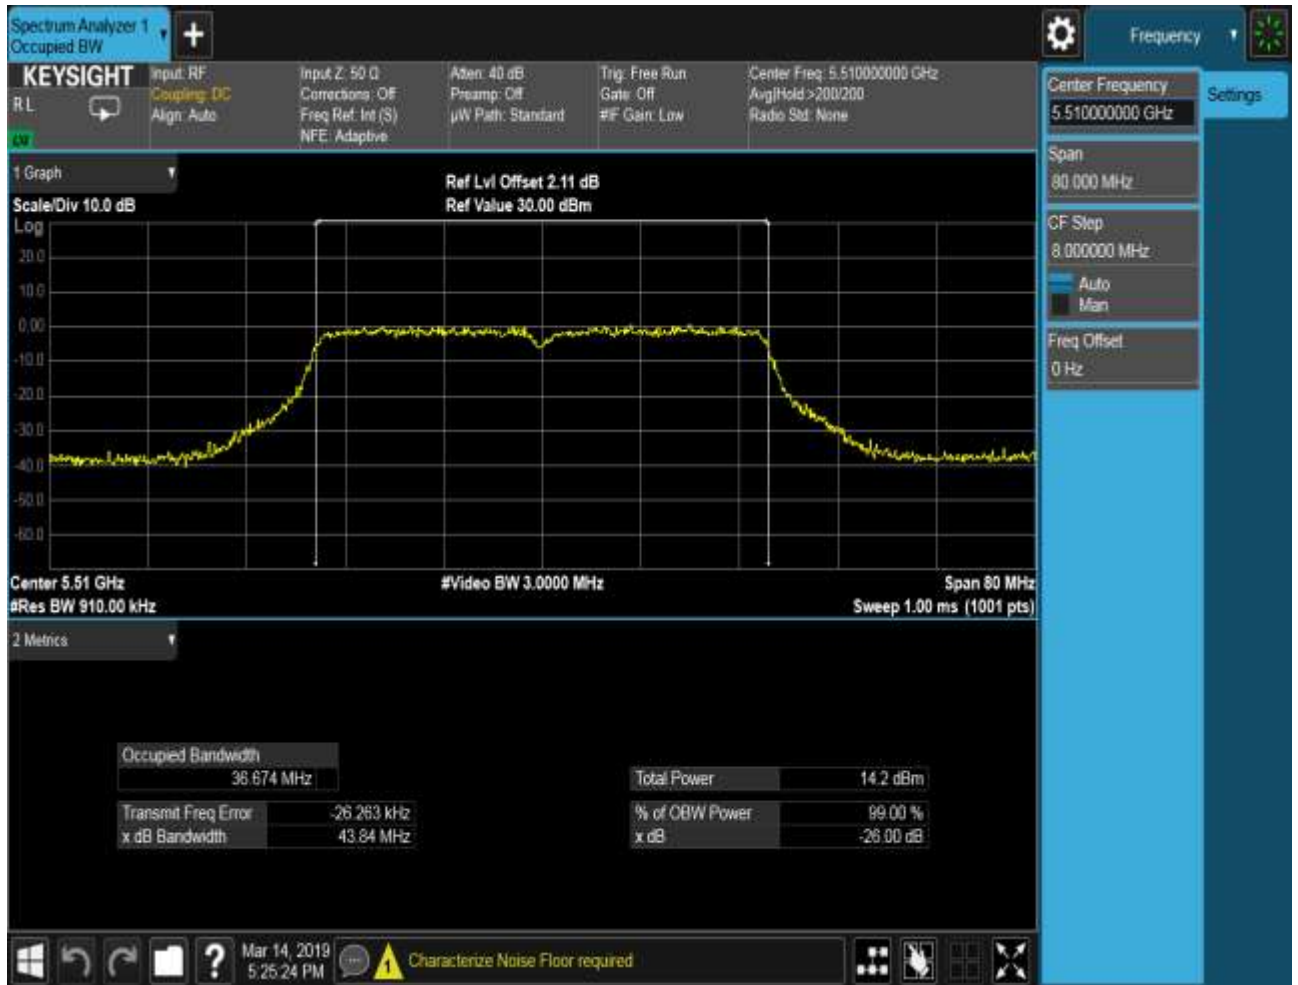 Spectrum Analyzer 1
Occupied BW
Frequency
KEYSIGHT
Input: RF
Input Z: 50 Ω
Atten: 40 dB
Trig: Free Run
Center Freq: 5.510000000 GHz
R L
Coupling: DC
Corrections: Off
Preamp: Off
Gate: Off
Avg|Hold:>200/200
Align: Auto
Freq Ref: Int (S)
µW Path: Standard
#IF Gain: Low
Radio Std: None
NFE: Adaptive
1 Graph
Ref Lvl Offset 2.11 dB
Scale/Div 10.0 dB
Ref Value 30.00 dBm
Log
20.0
10.0
0.00
-10.0
-20.0
-30.0
-40.0
-50.0
-60.0
Center 5.51 GHz
#Video BW 3.0000 MHz
Span 80 MHz
#Res BW 910.00 kHz
Sweep 1.00 ms (1001 pts)
2 Metrics
Occupied Bandwidth
36.674 MHz
Total Power
14.2 dBm
Transmit Freq Error
-26.263 kHz
% of OBW Power
99.00 %
x dB Bandwidth
43.84 MHz
x dB
-26.00 dB
Center Frequency
5.510000000 GHz
Settings
Span
80.000 MHz
CF Step
8.000000 MHz
Auto
Man
Freq Offset
0 Hz
?
Mar 14, 2019
5:25:24 PM
1
Characterize Noise Floor required